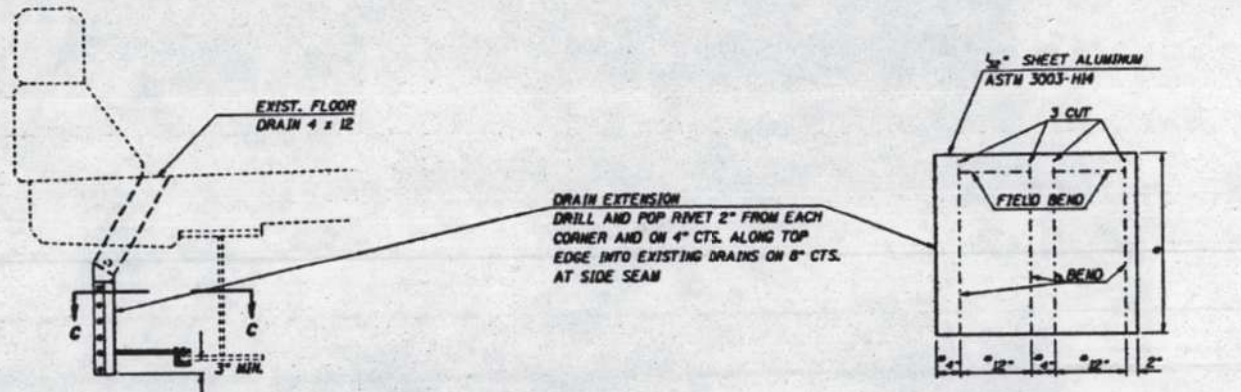 EXIST. FLOOR
DRAIN 4 x 12
DRAIN EXTENSION
DRILL AND POP RIVET 2" FROM EACH
CORNER AND ON 4" CTS. ALONG TOP
EDGE INTO EXISTING DRAINS ON 8" CTS.
AT SIDE SEAM
C C
3" MIN.
SHEET ALUMINUM
ASTM 3003-H14
3 CUT
FIELD BEND
BEND
4" 12" 4" 12" 2"